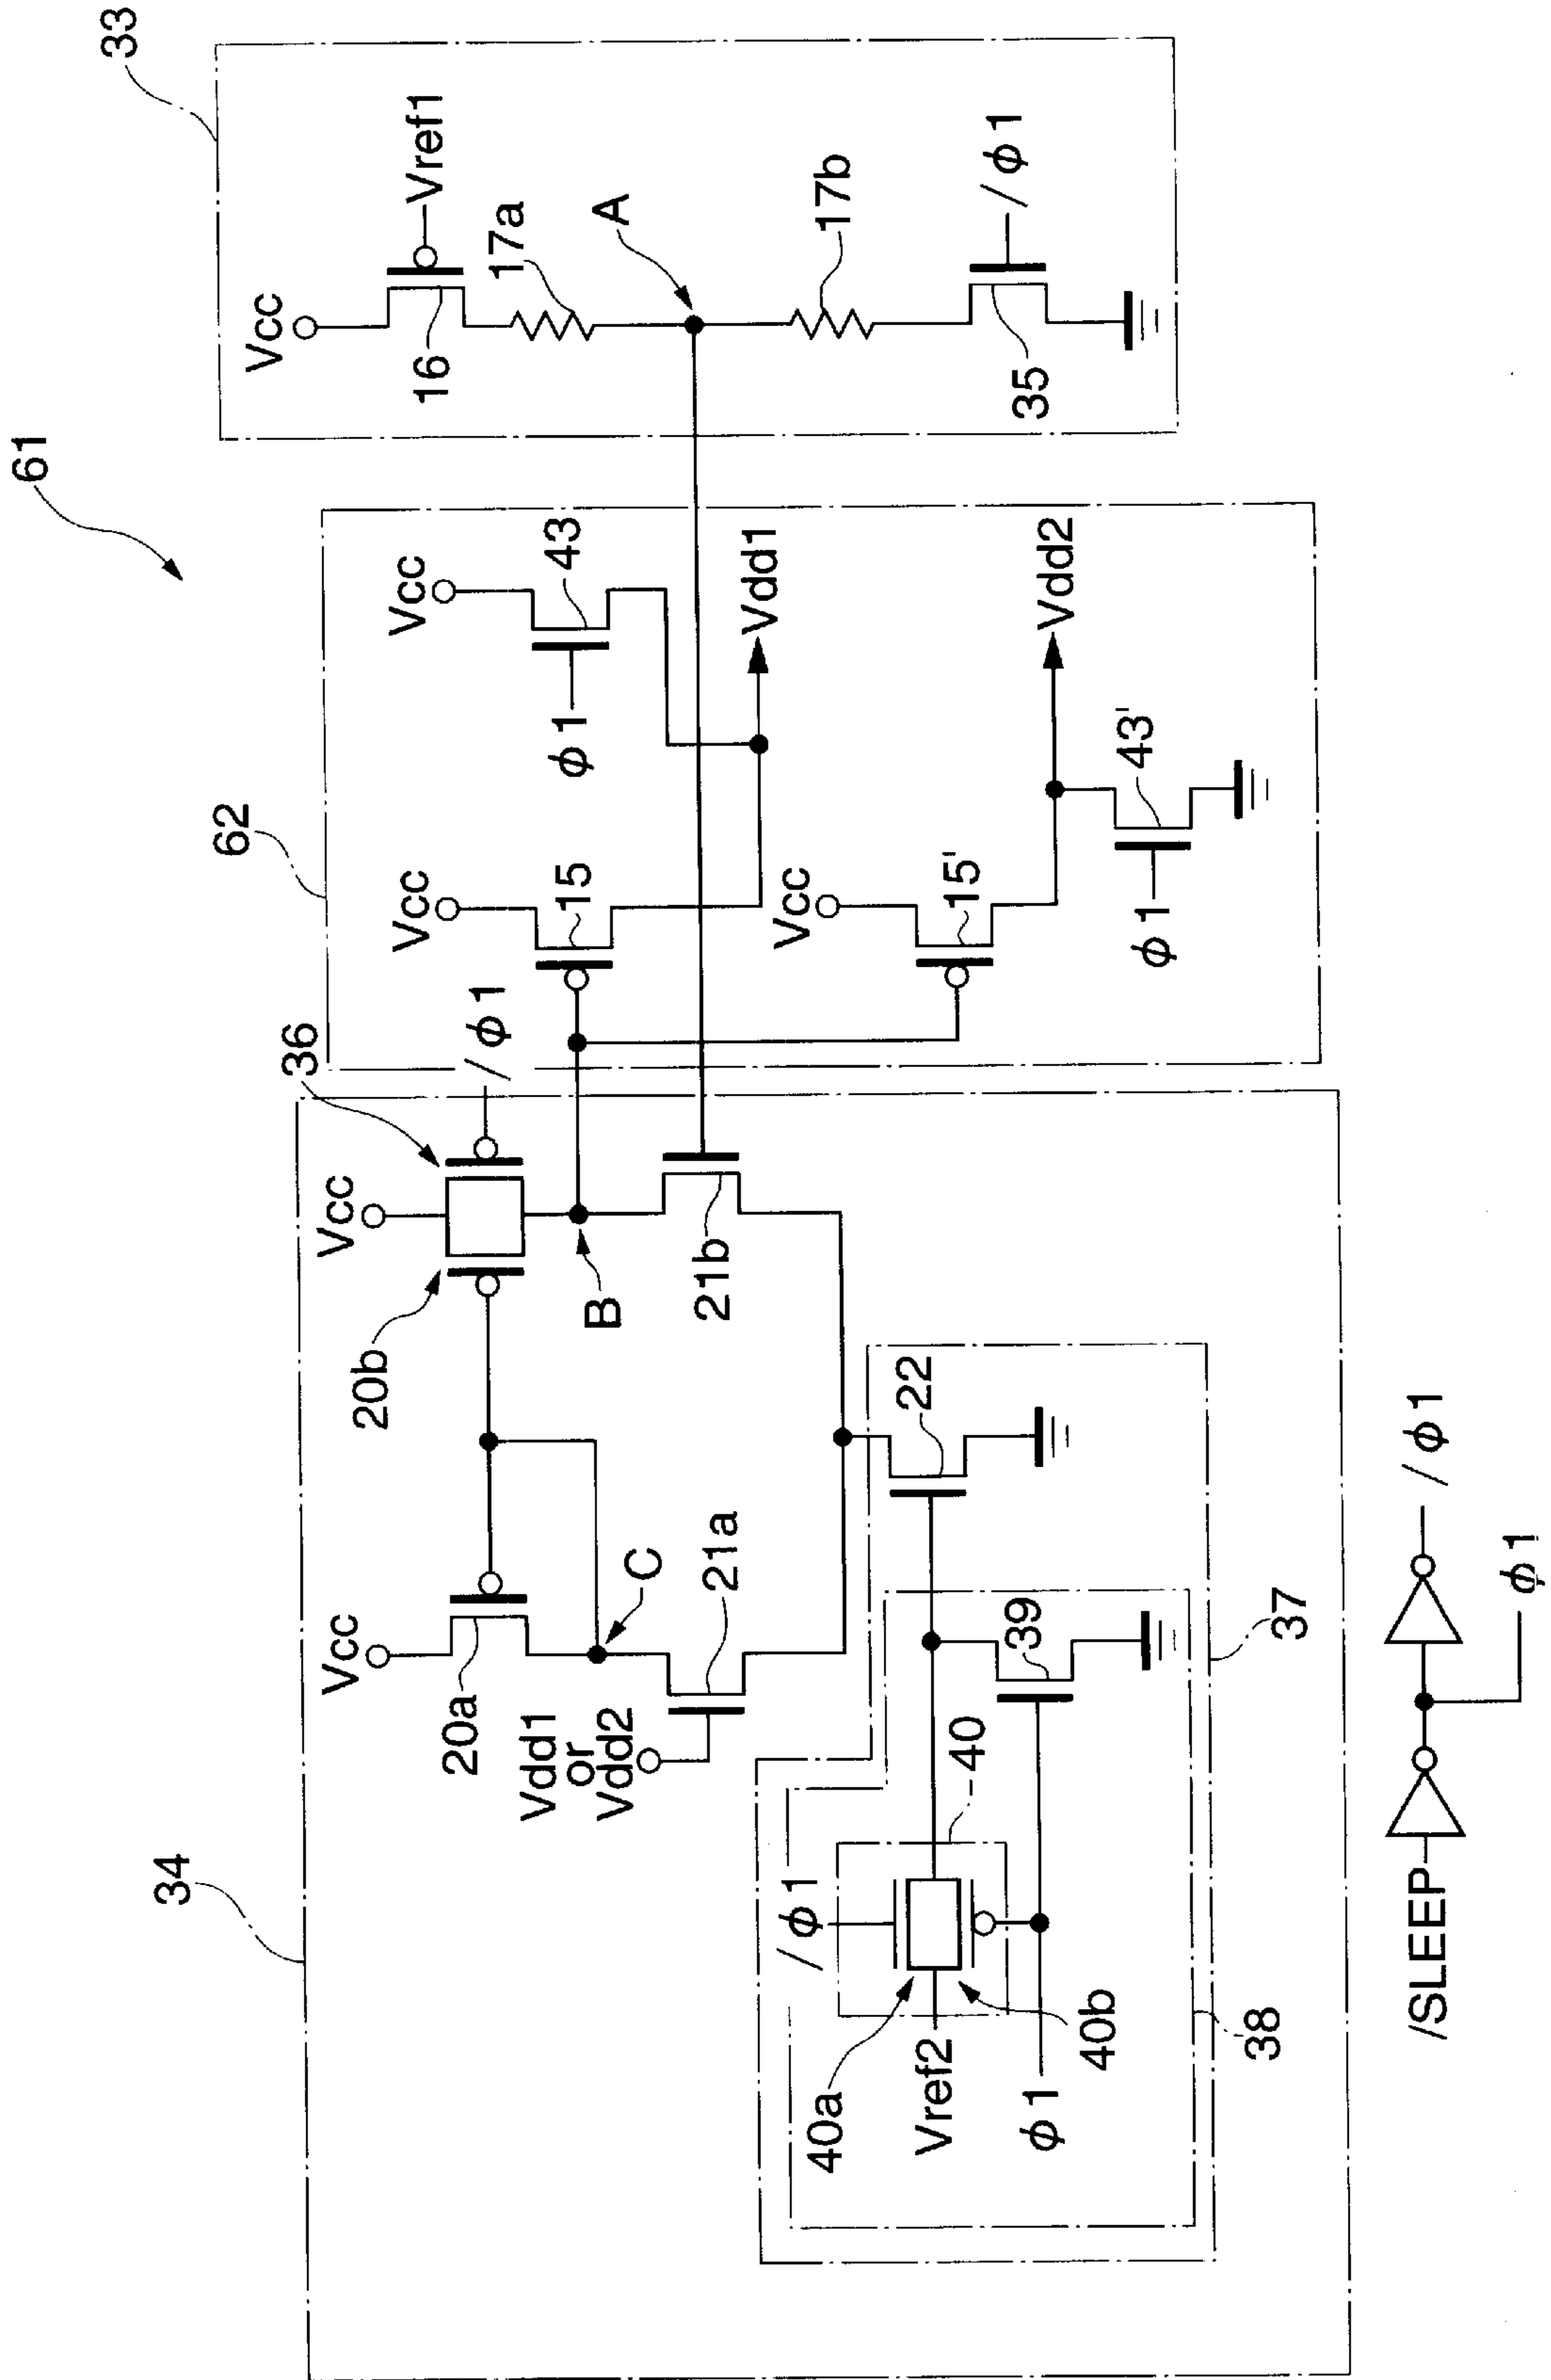 61
34
62
33
Vcc
20a
Vcc
20b
36
/ϕ1
C
B
Vdd1
or
Vdd2
21a
21b
22
/ϕ1
40
40a
Vref2
40b
ϕ1
39
38
37
Vcc
15
Vcc
43
ϕ1
Vdd1
Vcc
15'
Vdd2
ϕ1
43'
Vcc
16
Vref1
17a
A
17b
35
/ϕ1
/SLEEP
/ϕ1
ϕ1